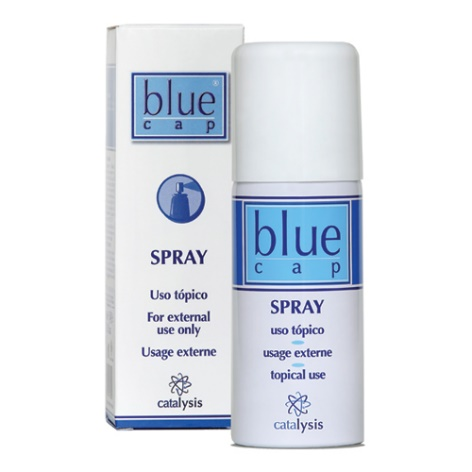 blue®
cap
SPRAY
Uso tópico
For external
use only
Usage externe
catalysis
blue
cap
SPRAY
uso tópico
usage externe
topical use
catalysis